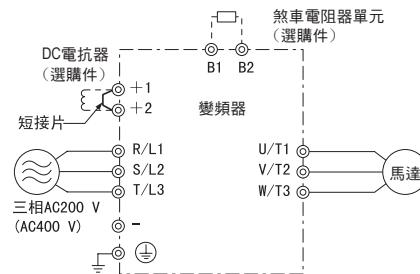 煞車電阻器單元
(選購件)
DC電抗器
(選購件)
B1 B2
+1
+2
變頻器
短接片
R/L1
S/L2
T/L3
U/T1
V/T2
W/T3
馬達
三相AC200 V
(AC400 V)
-